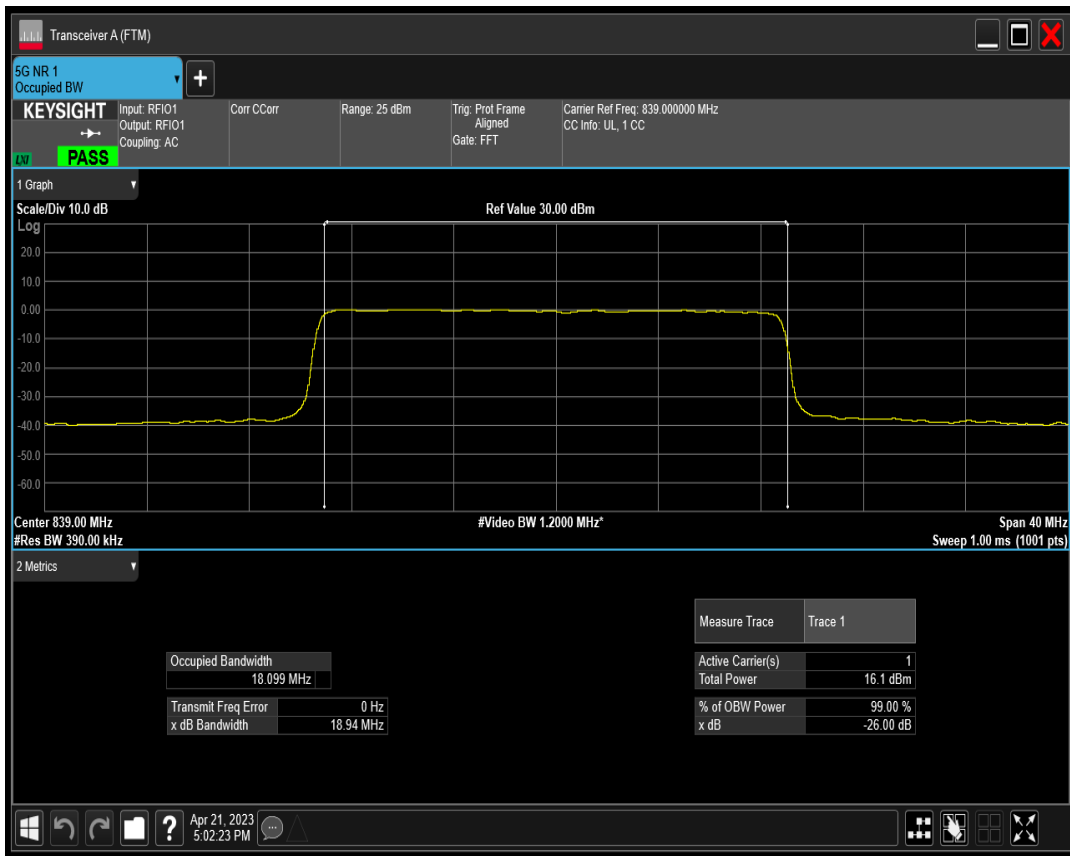 Transceiver A (FTM)
5G NR 1
Occupied BW
+
KEYSIGHT
LXI
PASS
Input: RFIO1
Output: RFIO1
Coupling: AC
Corr CCorr
Range: 25 dBm
Trig: Prot Frame
Aligned
Gate: FFT
Carrier Ref Freq: 839.000000 MHz
CC Info: UL, 1 CC
1 Graph
Scale/Div 10.0 dB
Ref Value 30.00 dBm
Log
20.0
10.0
0.00
-10.0
-20.0
-30.0
-40.0
-50.0
-60.0
Center 839.00 MHz
#Video BW 1.2000 MHz*
Span 40 MHz
#Res BW 390.00 kHz
Sweep 1.00 ms (1001 pts)
2 Metrics
Measure Trace Trace 1
Occupied Bandwidth
18.099 MHz
Active Carrier(s) 1
Total Power 16.1 dBm
Transmit Freq Error 0 Hz
x dB Bandwidth 18.94 MHz
% of OBW Power 99.00 %
x dB -26.00 dB
?
Apr 21, 2023
5:02:23 PM